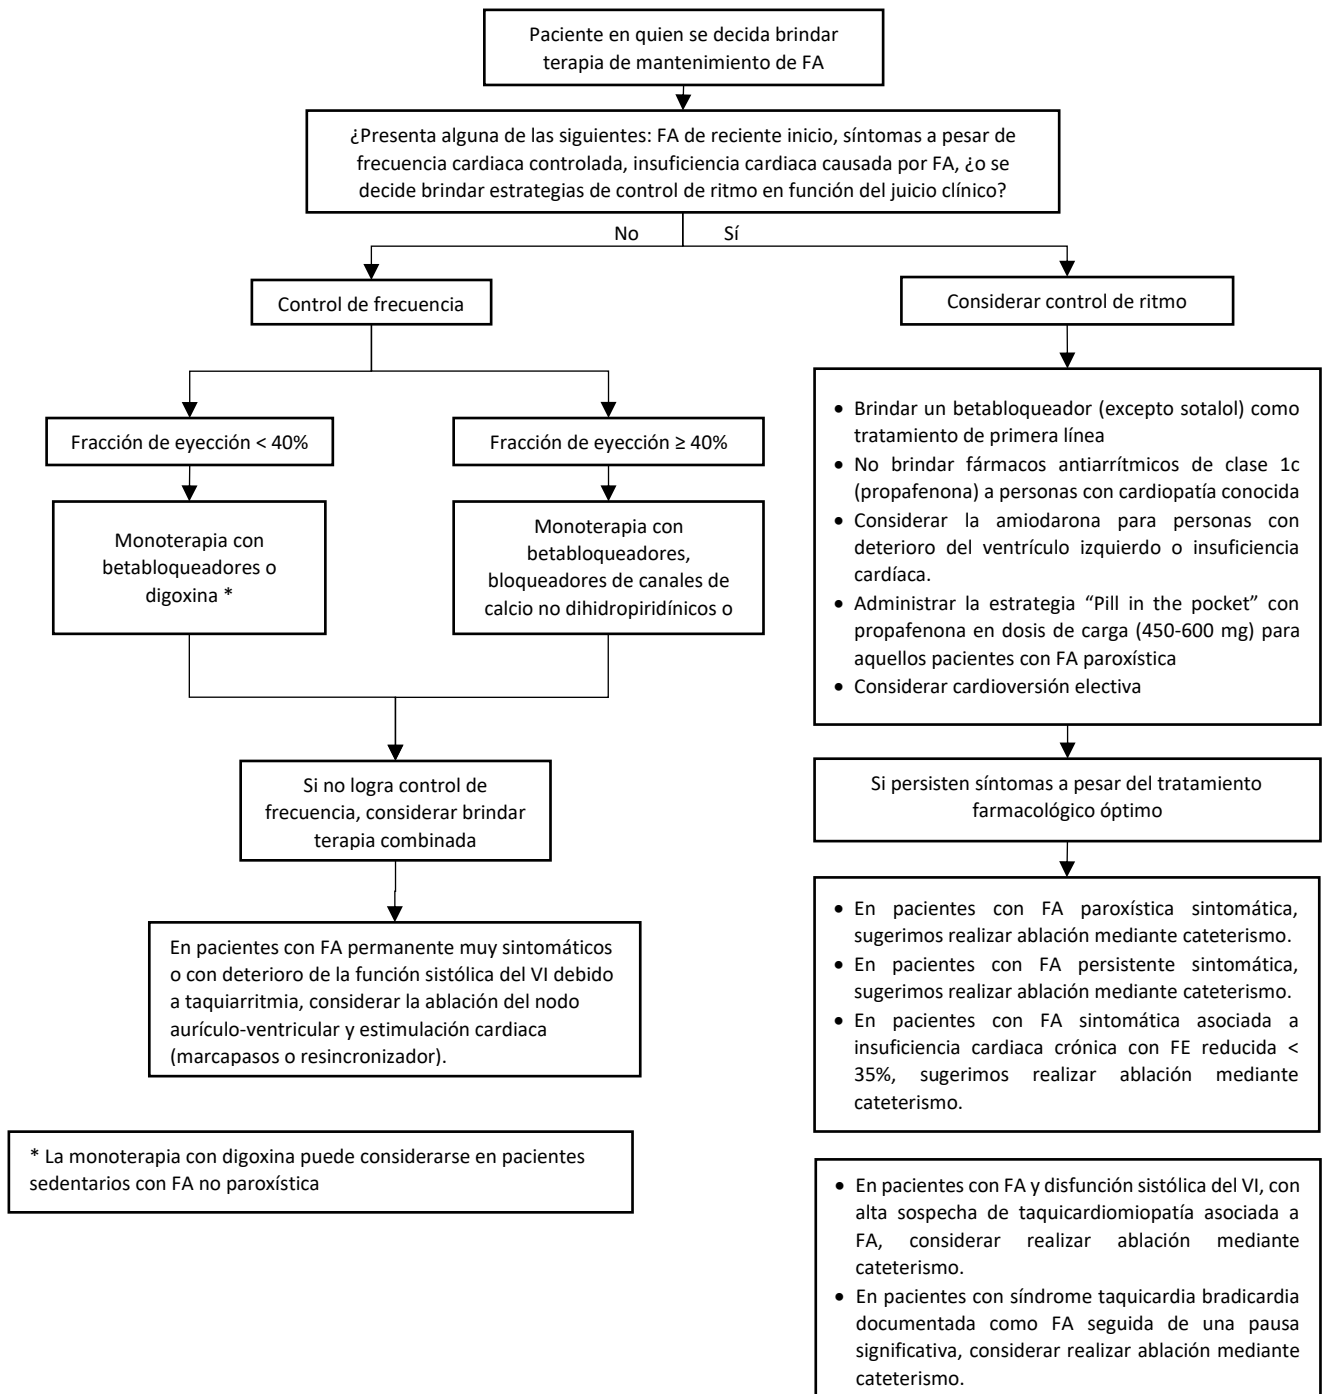 Paciente en quien se decida brindar
terapia de mantenimiento de FA
¿Presenta alguna de las siguientes: FA de reciente inicio, síntomas a pesar de
frecuencia cardiaca controlada, insuficiencia cardiaca causada por FA, ¿o se
decide brindar estrategias de control de ritmo en función del juicio clínico?
No
Sí
Control de frecuencia
Considerar control de ritmo
Fracción de eyección < 40%
Fracción de eyección ≥ 40%
Monoterapia con
betabloqueadores o
digoxina *
Monoterapia con
betabloqueadores,
bloqueadores de canales de
calcio no dihidropiridínicos o
Si no logra control de
frecuencia, considerar brindar
terapia combinada
En pacientes con FA permanente muy sintomáticos
o con deterioro de la función sistólica del VI debido
a taquiarritmia, considerar la ablación del nodo
aurículo-ventricular y estimulación cardiaca
(marcapasos o resincronizador).
* La monoterapia con digoxina puede considerarse en pacientes
sedentarios con FA no paroxística
• Brindar un betabloqueador (excepto sotalol) como
tratamiento de primera línea
• No brindar fármacos antiarrítmicos de clase 1c
(propafenona) a personas con cardiopatía conocida
• Considerar la amiodarona para personas con
deterioro del ventrículo izquierdo o insuficiencia
cardíaca.
• Administrar la estrategia “Pill in the pocket” con
propafenona en dosis de carga (450-600 mg) para
aquellos pacientes con FA paroxística
• Considerar cardioversión electiva
Si persisten síntomas a pesar del tratamiento
farmacológico óptimo
• En pacientes con FA paroxística sintomática,
sugerimos realizar ablación mediante cateterismo.
• En pacientes con FA persistente sintomática,
sugerimos realizar ablación mediante cateterismo.
• En pacientes con FA sintomática asociada a
insuficiencia cardiaca crónica con FE reducida <
35%, sugerimos realizar ablación mediante
cateterismo.
• En pacientes con FA y disfunción sistólica del VI, con
alta sospecha de taquicardiomiopatía asociada a
FA, considerar realizar ablación mediante
cateterismo.
• En pacientes con síndrome taquicardia bradicardia
documentada como FA seguida de una pausa
significativa, considerar realizar ablación mediante
cateterismo.